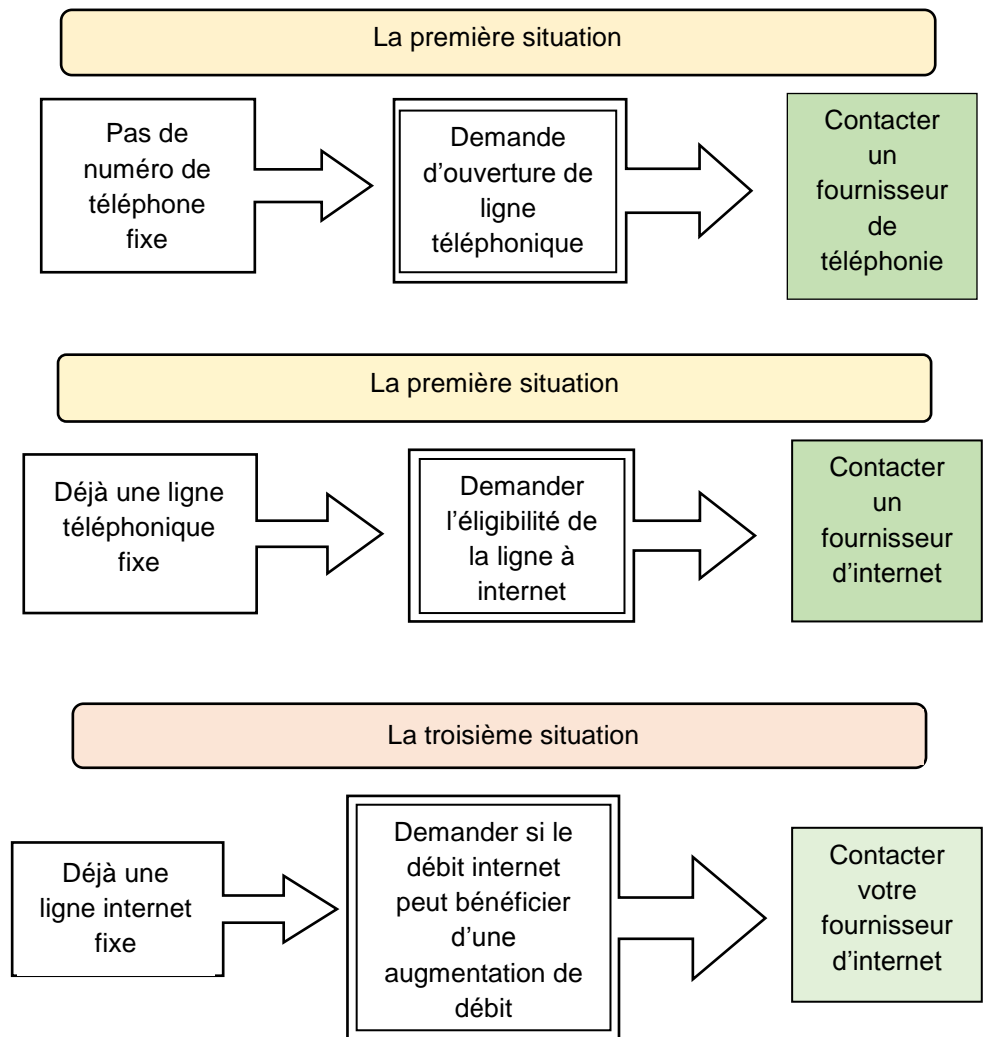 La première situation
Pas de
numéro de
téléphone
fixe
Demande
d’ouverture de
ligne
téléphonique
Contacter
un
fournisseur
de
téléphonie
La première situation
Déjà une ligne
téléphonique
fixe
Demander
l’éligibilité de
la ligne à
internet
Contacter
un
fournisseur
d’internet
La troisième situation
Déjà une
ligne internet
fixe
Demander si le
débit internet
peut bénéficier
d’une
augmentation de
débit
Contacter
votre
fournisseur
d’internet